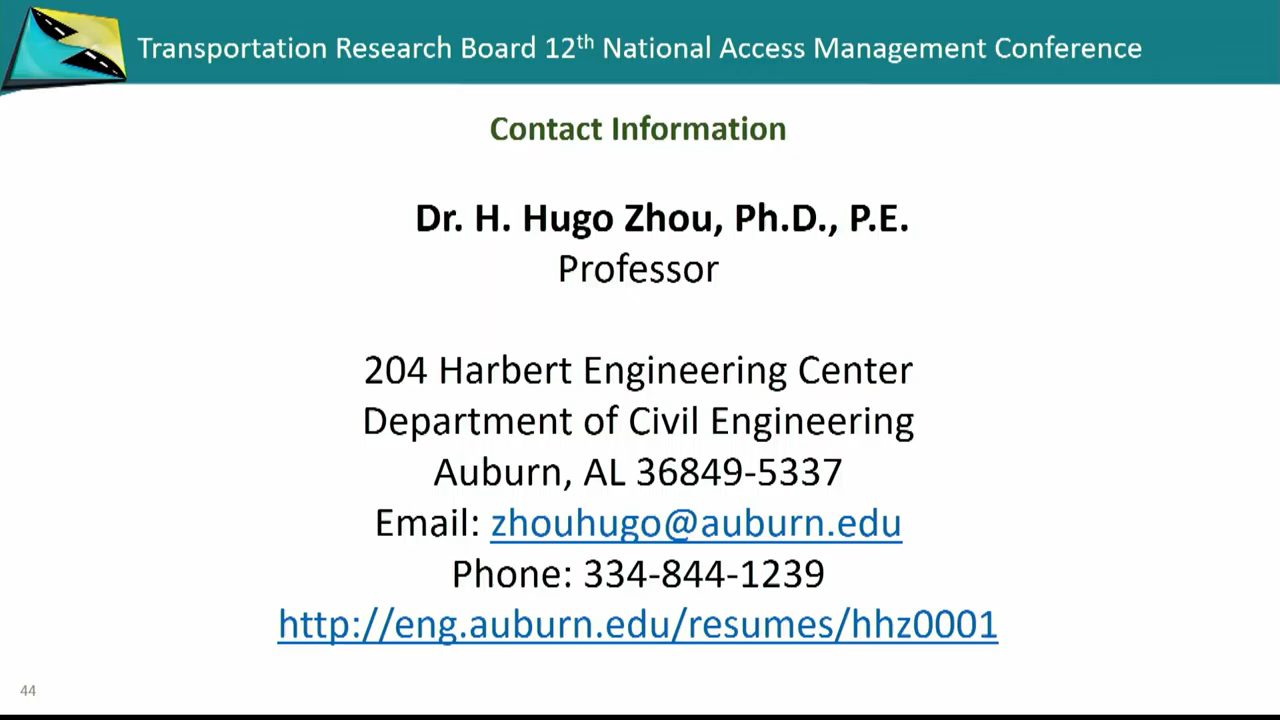 Transportation Research Board 12th National Access Management Conference
Contact Information
Dr. H. Hugo Zhou, Ph.D., P.E.
Professor
204 Harbert Engineering Center
Department of Civil Engineering
Auburn, AL 36849-5337
Email: zhouhugo@auburn.edu
Phone: 334-844-1239
http://eng.auburn.edu/resumes/hhz0001
44